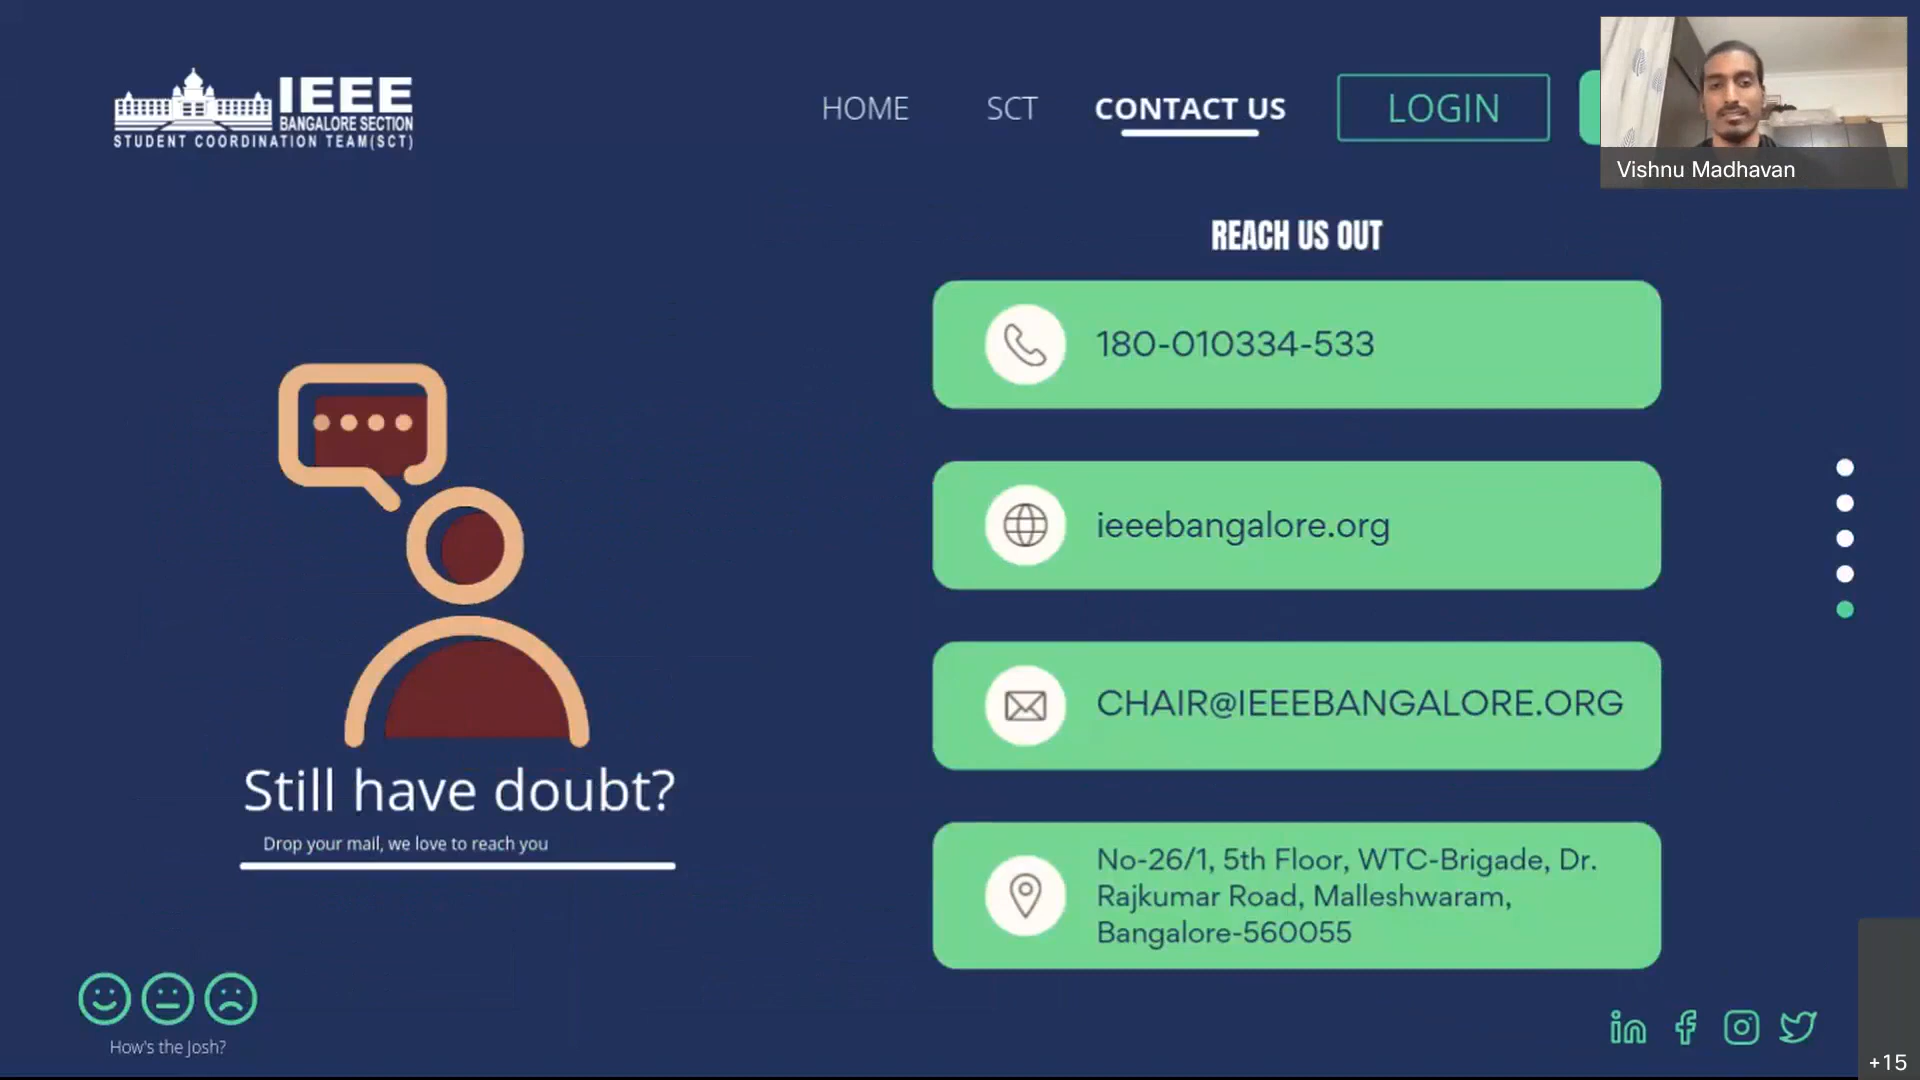 IEEE
BANGALORE SECTION
STUDENT COORDINATION TEAM(SCT)
HOME
SCT
CONTACT US
LOGIN
Vishnu Madhavan
REACH US OUT
180-010334-533
ieeebangalore.org
CHAIR@IEEEBANGALORE.ORG
No-26/1, 5th Floor, WTC-Brigade, Dr.
Rajkumar Road, Malleshwaram,
Bangalore-560055
Still have doubt?
Drop your mail, we love to reach you
How's the Josh?
+15